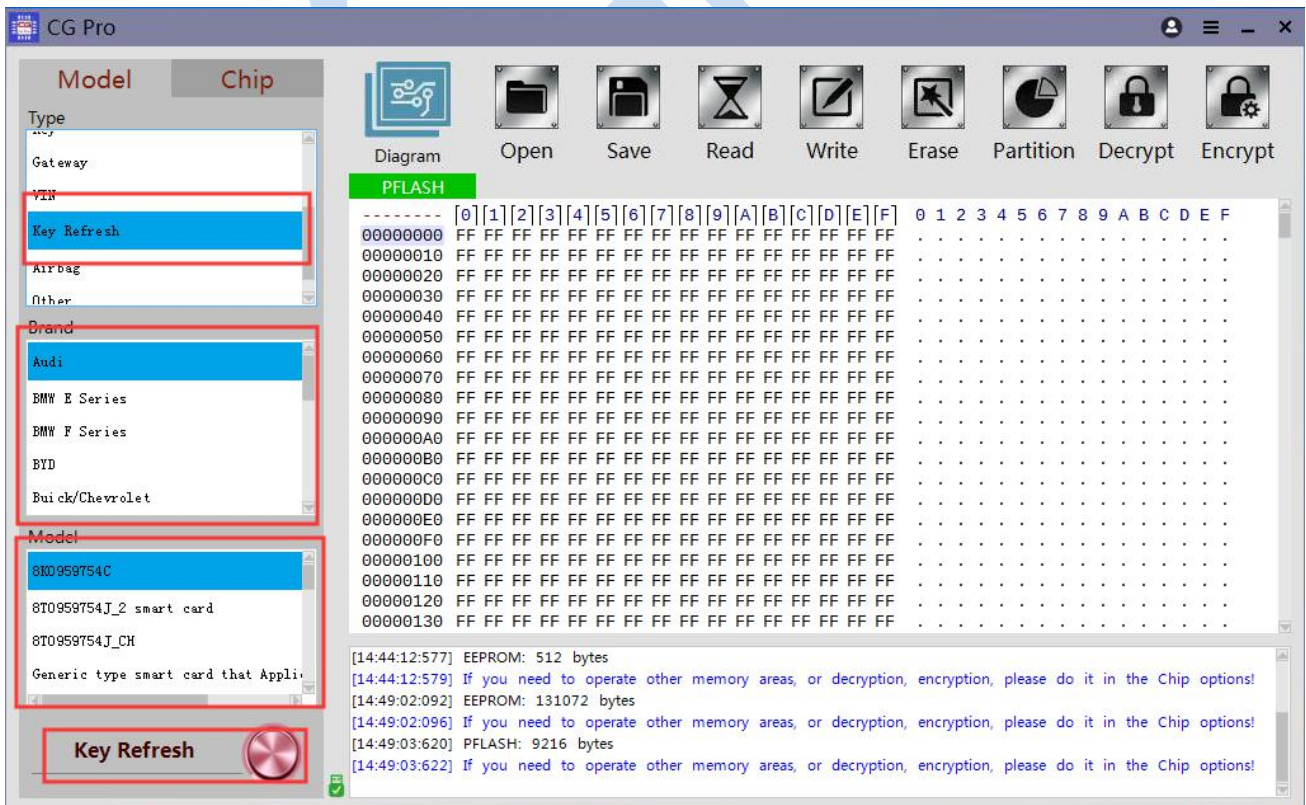 CG Pro
Model Chip
Type
Key
Gateway
VIN
Key Refresh
Airbag
Other
Brand
Audi
BMW E Series
BMW F Series
BYD
Buick/Chevrolet
Model
8K0959754C
8T0959754J_2 smart card
8T0959754J_CH
Generic type smart card that Appli
Key Refresh
Diagram Open Save Read Write Erase Partition Decrypt Encrypt
PFLASH
-------- [0][1][2][3][4][5][6][7][8][9][A][B][C][D][E][F] 0 1 2 3 4 5 6 7 8 9 A B C D E F
00000000 FF FF FF FF FF FF FF FF FF FF FF FF FF FF FF FF . . . . . . . . . . . . . . . .
00000010 FF FF FF FF FF FF FF FF FF FF FF FF FF FF FF FF . . . . . . . . . . . . . . . .
00000020 FF FF FF FF FF FF FF FF FF FF FF FF FF FF FF FF . . . . . . . . . . . . . . . .
00000030 FF FF FF FF FF FF FF FF FF FF FF FF FF FF FF FF . . . . . . . . . . . . . . . .
00000040 FF FF FF FF FF FF FF FF FF FF FF FF FF FF FF FF . . . . . . . . . . . . . . . .
00000050 FF FF FF FF FF FF FF FF FF FF FF FF FF FF FF FF . . . . . . . . . . . . . . . .
00000060 FF FF FF FF FF FF FF FF FF FF FF FF FF FF FF FF . . . . . . . . . . . . . . . .
00000070 FF FF FF FF FF FF FF FF FF FF FF FF FF FF FF FF . . . . . . . . . . . . . . . .
00000080 FF FF FF FF FF FF FF FF FF FF FF FF FF FF FF FF . . . . . . . . . . . . . . . .
00000090 FF FF FF FF FF FF FF FF FF FF FF FF FF FF FF FF . . . . . . . . . . . . . . . .
000000A0 FF FF FF FF FF FF FF FF FF FF FF FF FF FF FF FF . . . . . . . . . . . . . . . .
000000B0 FF FF FF FF FF FF FF FF FF FF FF FF FF FF FF FF . . . . . . . . . . . . . . . .
000000C0 FF FF FF FF FF FF FF FF FF FF FF FF FF FF FF FF . . . . . . . . . . . . . . . .
000000D0 FF FF FF FF FF FF FF FF FF FF FF FF FF FF FF FF . . . . . . . . . . . . . . . .
000000E0 FF FF FF FF FF FF FF FF FF FF FF FF FF FF FF FF . . . . . . . . . . . . . . . .
000000F0 FF FF FF FF FF FF FF FF FF FF FF FF FF FF FF FF . . . . . . . . . . . . . . . .
00000100 FF FF FF FF FF FF FF FF FF FF FF FF FF FF FF FF . . . . . . . . . . . . . . . .
00000110 FF FF FF FF FF FF FF FF FF FF FF FF FF FF FF FF . . . . . . . . . . . . . . . .
00000120 FF FF FF FF FF FF FF FF FF FF FF FF FF FF FF FF . . . . . . . . . . . . . . . .
00000130 FF FF FF FF FF FF FF FF FF FF FF FF FF FF FF FF . . . . . . . . . . . . . . . .
[14:44:12:577] EEPROM: 512 bytes
[14:44:12:579] If you need to operate other memory areas, or decryption, encryption, please do it in the Chip options!
[14:49:02:092] EEPROM: 131072 bytes
[14:49:02:096] If you need to operate other memory areas, or decryption, encryption, please do it in the Chip options!
[14:49:03:620] PFLASH: 9216 bytes
[14:49:03:622] If you need to operate other memory areas, or decryption, encryption, please do it in the Chip options!